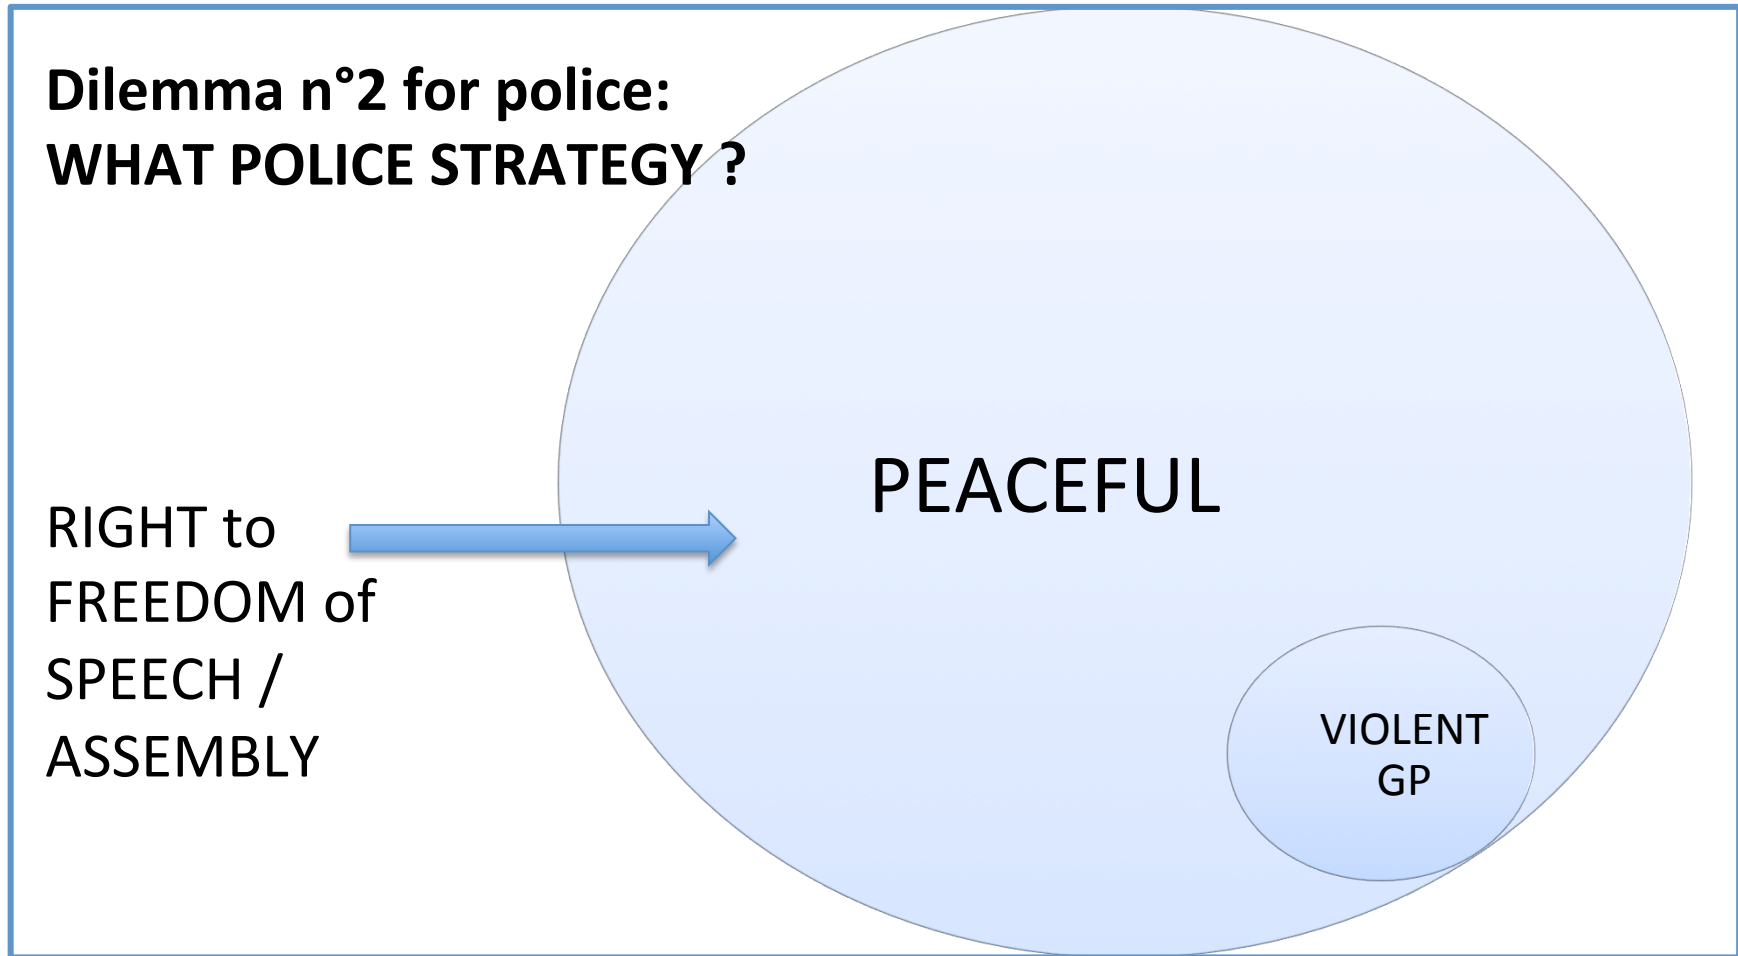 Dilemma n°2 for police:
WHAT POLICE STRATEGY ?
PEACEFUL
RIGHT to
FREEDOM of
SPEECH /
ASSEMBLY
VIOLENT
GP